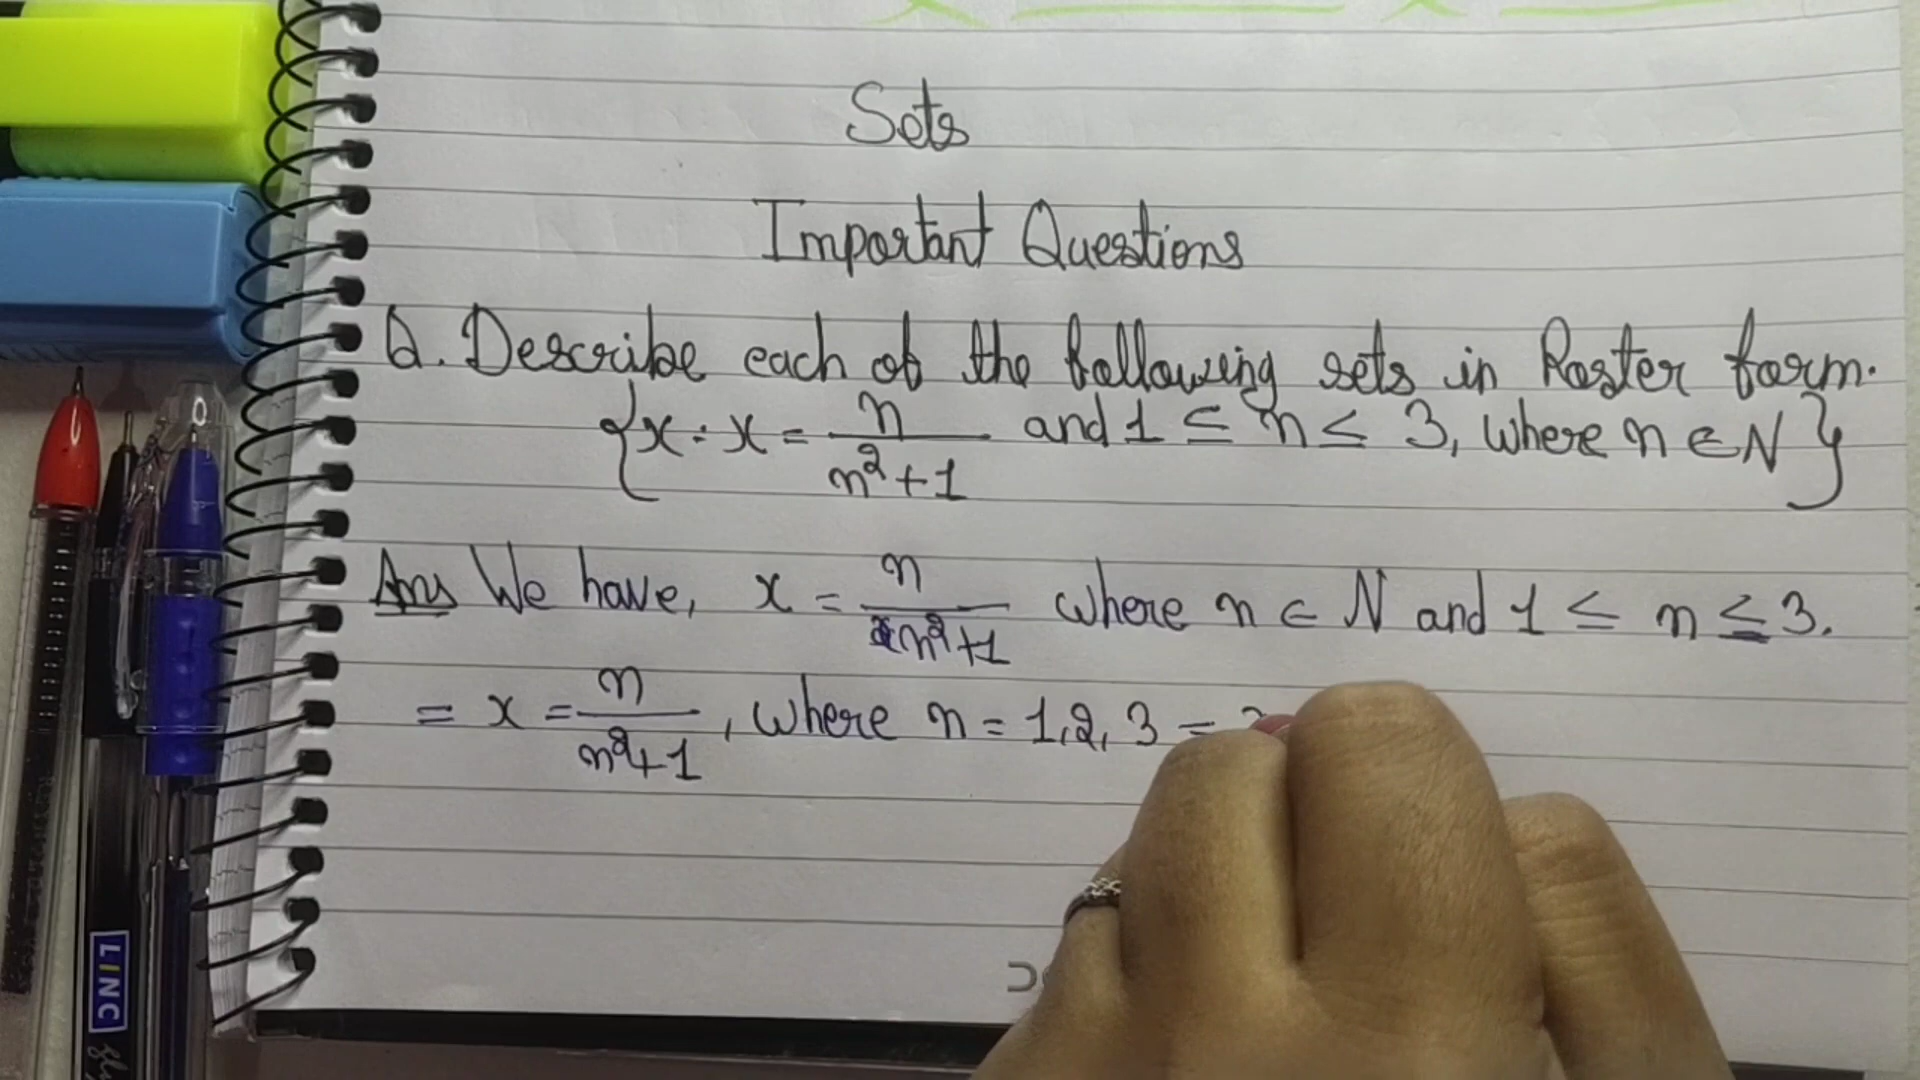 Sets
Important Questions
Q. Describe each of the following sets in Roster form.
{x : x = n/(n²+1) and 1 ≤ n ≤ 3, where n ∈ N}
Ans We have, x = n/(n²+1) where n ∈ N and 1 ≤ n ≤ 3.
= x = n/(n²+1), where n = 1,2,3 =
LINC